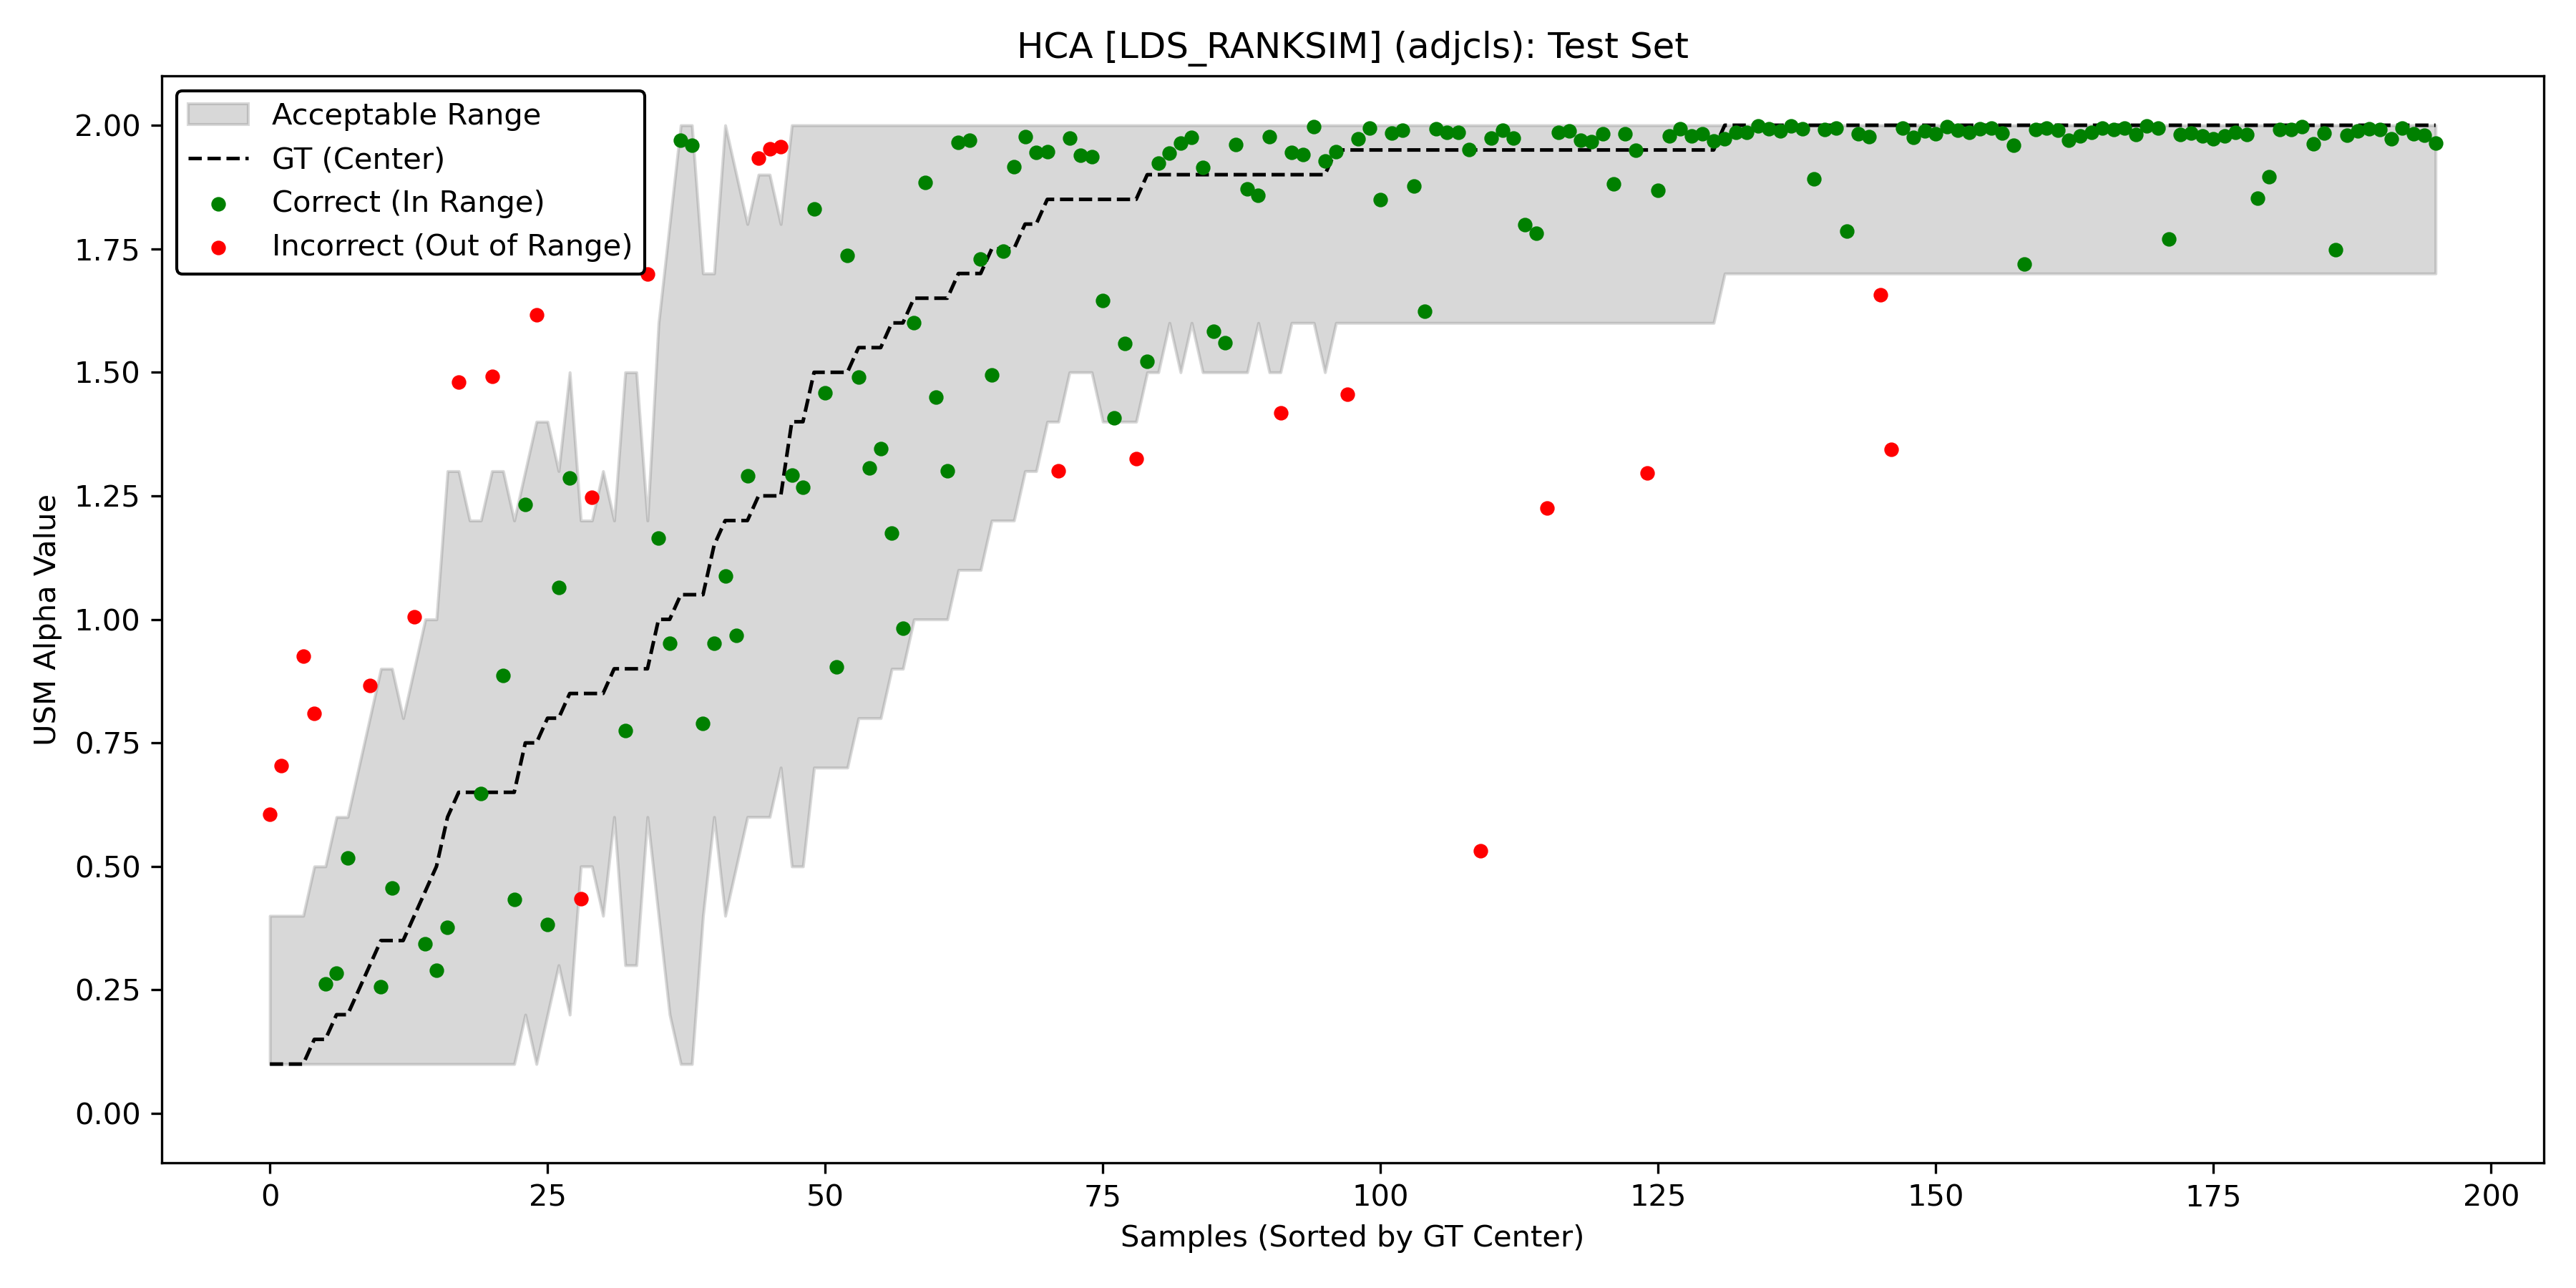 HCA [LDS_RANKSIM] (adjcls): Test Set
Acceptable Range
GT (Center)
Correct (In Range)
Incorrect (Out of Range)
USM Alpha Value
2.00
1.75
1.50
1.25
1.00
0.75
0.50
0.25
0.00
0 25 50 75 100 125 150 175 200
Samples (Sorted by GT Center)